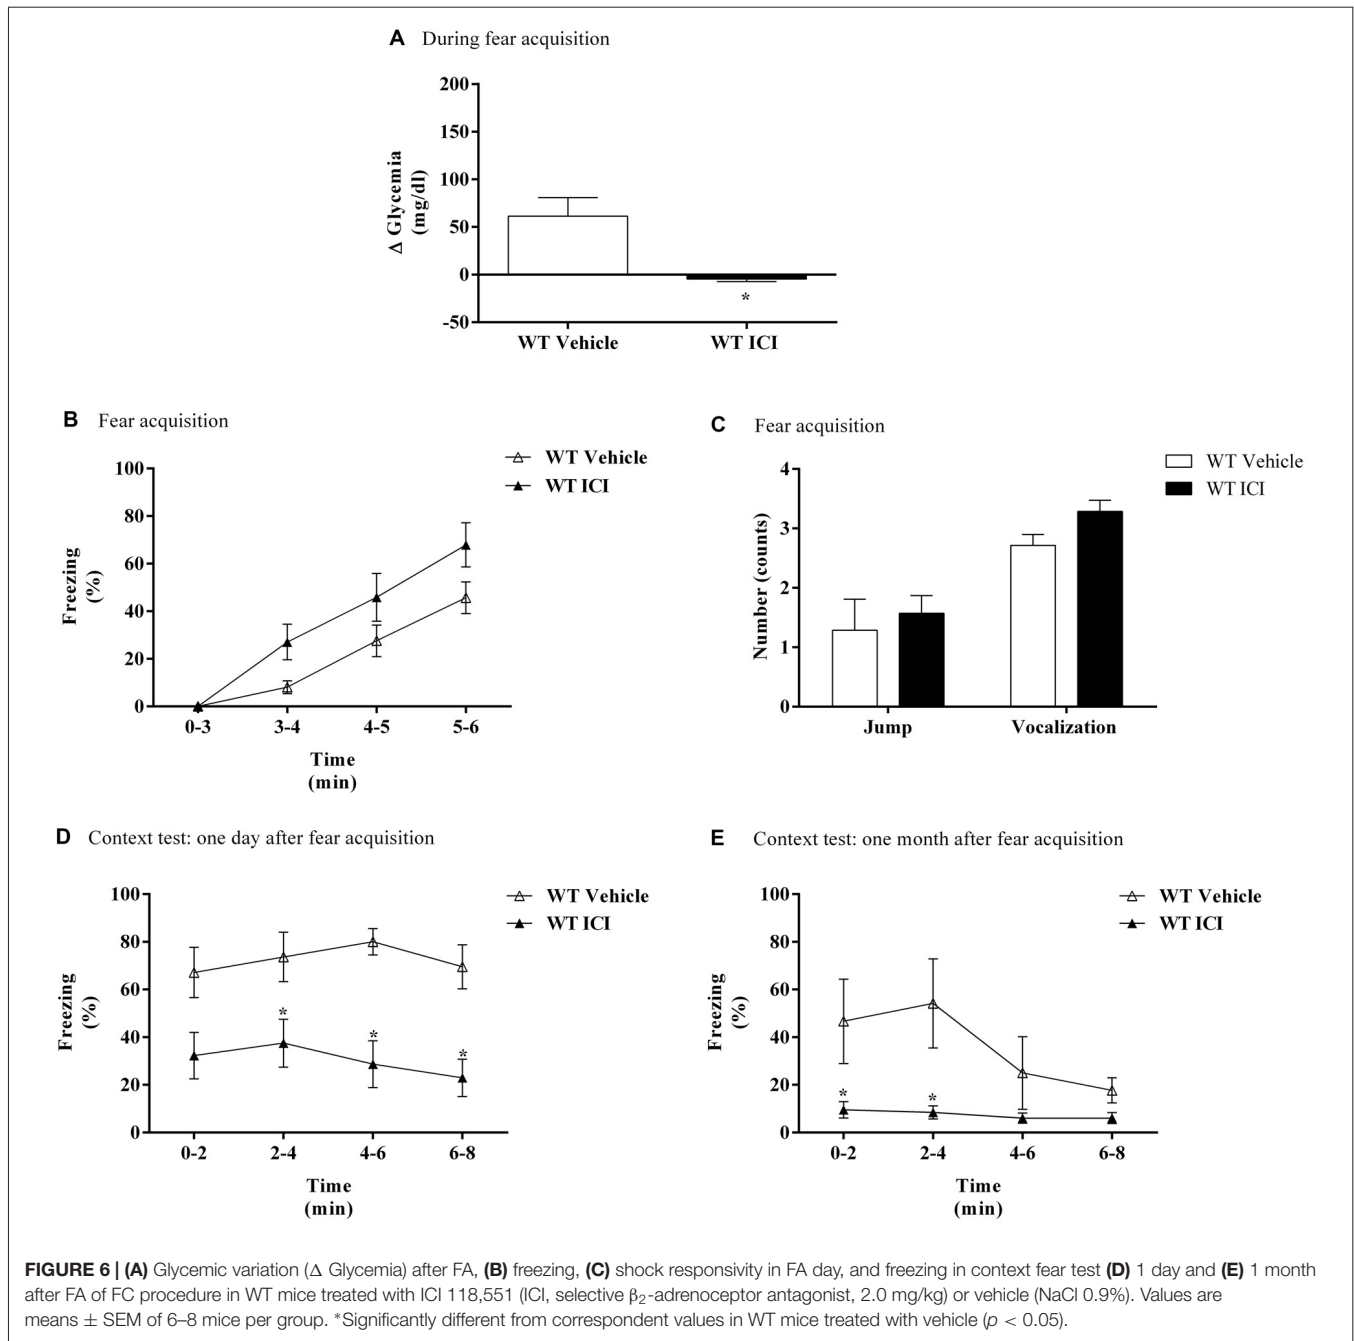 A During fear acquisition
200
150
100
50
0
-50
Δ Glycemia
(mg/dl)
*
WT Vehicle WT ICI
B Fear acquisition
WT Vehicle
WT ICI
100
80
60
40
20
0
Freezing
(%)
0-3 3-4 4-5 5-6
Time
(min)
C Fear acquisition
WT Vehicle
WT ICI
4
3
2
1
0
Number (counts)
Jump Vocalization
D Context test: one day after fear acquisition
WT Vehicle
WT ICI
100
80
60
40
20
0
Freezing
(%)
* * *
0-2 2-4 4-6 6-8
Time
(min)
E Context test: one month after fear acquisition
WT Vehicle
WT ICI
100
80
60
40
20
0
Freezing
(%)
* *
0-2 2-4 4-6 6-8
Time
(min)
FIGURE 6 | (A) Glycemic variation (Δ Glycemia) after FA, (B) freezing, (C) shock responsivity in FA day, and freezing in context fear test (D) 1 day and (E) 1 month
after FA of FC procedure in WT mice treated with ICI 118,551 (ICI, selective β₂-adrenoceptor antagonist, 2.0 mg/kg) or vehicle (NaCl 0.9%). Values are
means ± SEM of 6–8 mice per group. *Significantly different from correspondent values in WT mice treated with vehicle (p < 0.05).